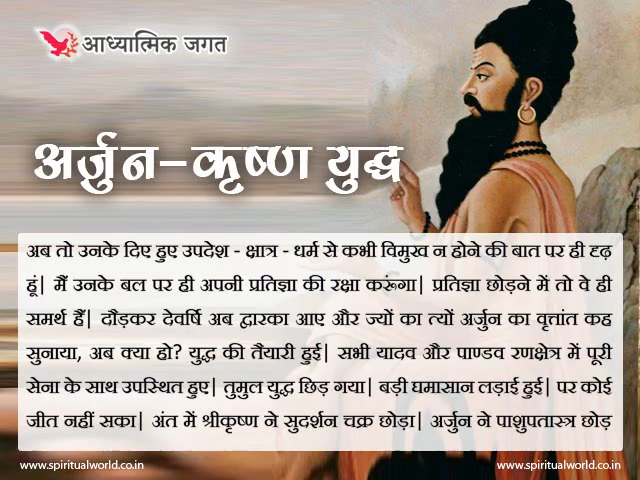 आध्यात्मिक जगत
अर्जुन-कृष्ण युद्ध
अब तो उनके दिए हुए उपदेश - क्षात्र - धर्म से कभी विमुख न होने की बात पर ही दृढ़
हूं| मैं उनके बल पर ही अपनी प्रतिज्ञा की रक्षा करूंगा| प्रतिज्ञा छोड़ने में तो वे ही
समर्थ हैं| दौड़कर देवर्षि अब द्वारका आए और ज्यों का त्यों अर्जुन का वृत्तांत कह
सुनाया, अब क्या हो? युद्ध की तैयारी हुई| सभी यादव और पाण्डव रणक्षेत्र में पूरी
सेना के साथ उपस्थित हुए| तुमुल युद्ध छिड़ गया| बड़ी घमासान लड़ाई हुई| पर कोई
जीत नहीं सका| अंत में श्रीकृष्ण ने सुदर्शन चक्र छोड़ा| अर्जुन ने पाशुपतास्त्र छोड़
www.spiritualworld.co.in www.spiritualworld.co.in